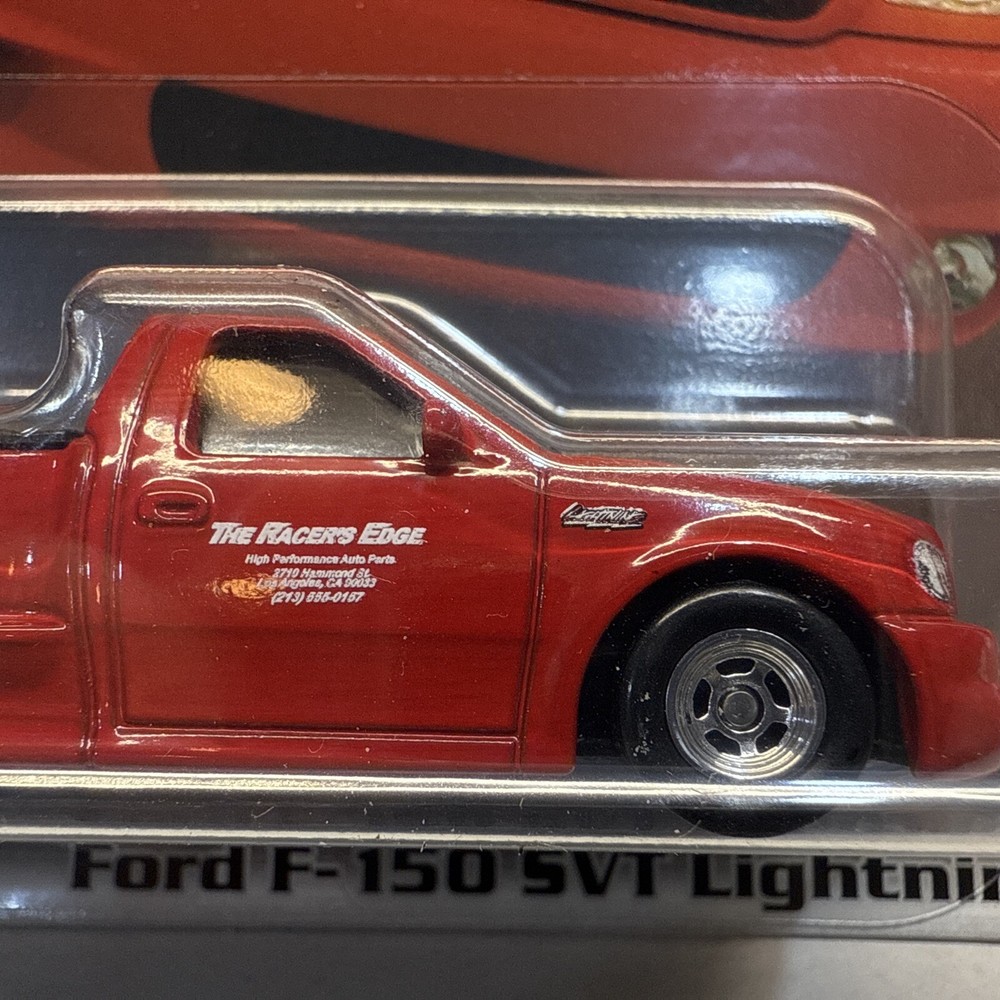 THE RACER'S EDGE
High Performance Auto Parts
2710 Hammond St.
Los Angeles, CA 90033
(213) 555-0167
LIGHTNING
Ford F-150 SVT Lightnin